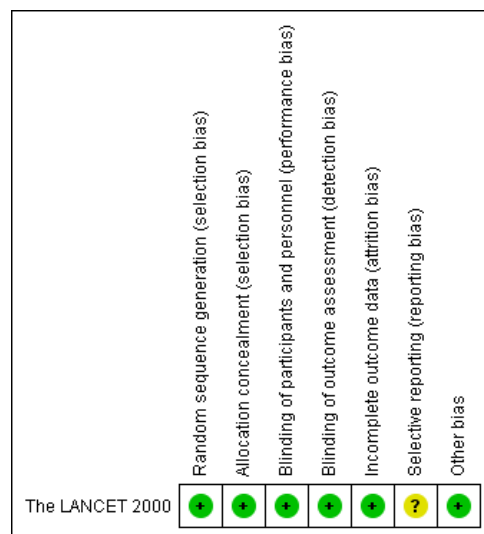 Random sequence generation (selection bias)
Allocation concealment (selection bias)
Blinding of participants and personnel (performance bias)
Blinding of outcome assessment (detection bias)
Incomplete outcome data (attrition bias)
Selective reporting (reporting bias)
Other bias
The LANCET 2000 + + + + + ? +